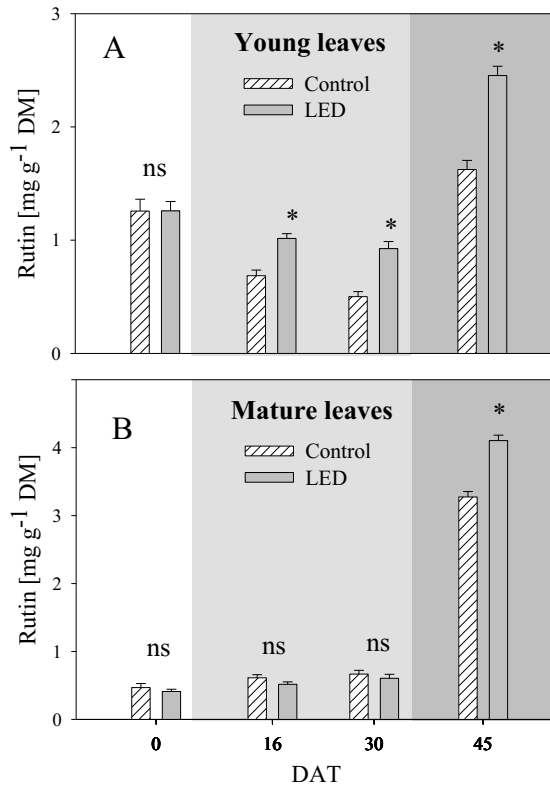 3
A
Young leaves
*
Control
LED
2
ns
*
*
1
0
Rutin [mg g-1 DM]
B
Mature leaves
*
4
Control
LED
3
2
ns
ns
ns
1
0
Rutin [mg g-1 DM]
0 16 30 45
DAT